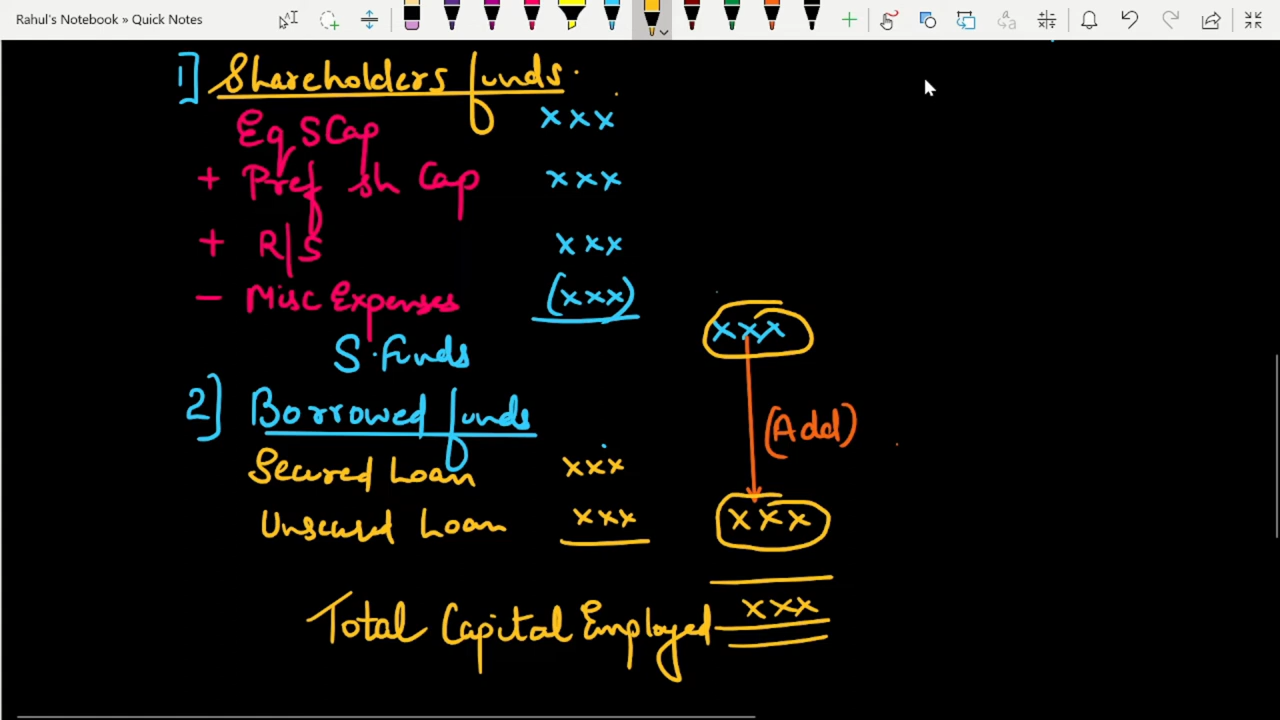 Rahul's Notebook » Quick Notes
1] Shareholders funds.
Eq S Cap xxx
+ Pref sh Cap xxx
+ R/S xxx
- Misc Expenses (xxx)
S.Funds xxx
2] Borrowed funds
(Add)
Secured Loan xxx
Unsecured Loan xxx xxx
Total Capital Employed xxx